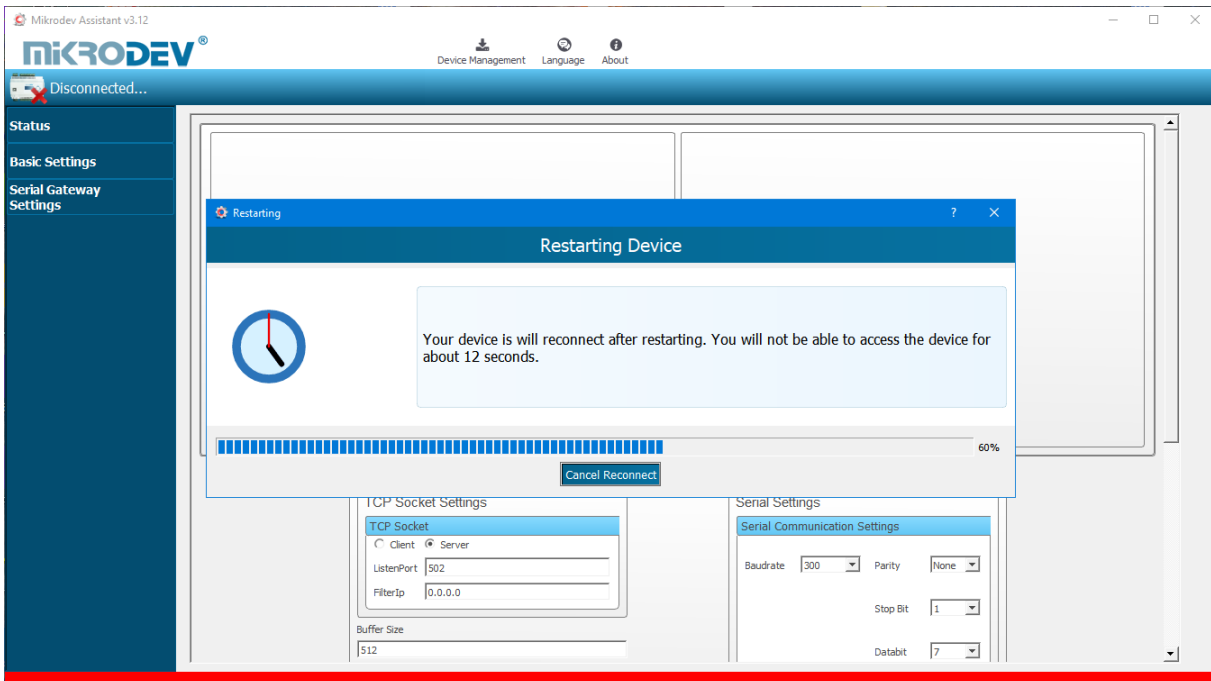 Mikrodev Assistant v3.12
MIKRODEV®
Device Management Language About
Disconnected...
Status
Basic Settings
Serial Gateway
Settings
Restarting ?
Restarting Device
Your device is will reconnect after restarting. You will not be able to access the device for
about 12 seconds.
60%
Cancel Reconnect
TCP Socket Settings
TCP Socket
Client Server
ListenPort 502
FilterIp 0.0.0.0
Buffer Size
512
Serial Settings
Serial Communication Settings
Baudrate 300 Parity None
Stop Bit 1
Databit 7